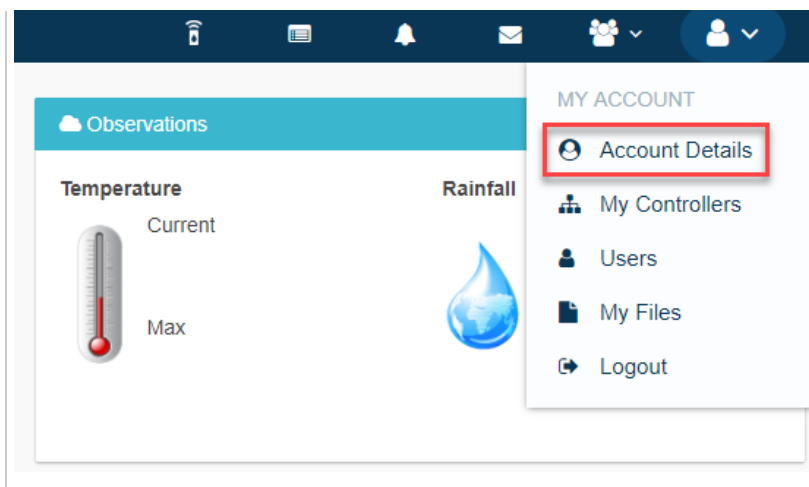 MY ACCOUNT
Account Details
My Controllers
Users
My Files
Logout
Observations
Temperature
Current
Max
Rainfall